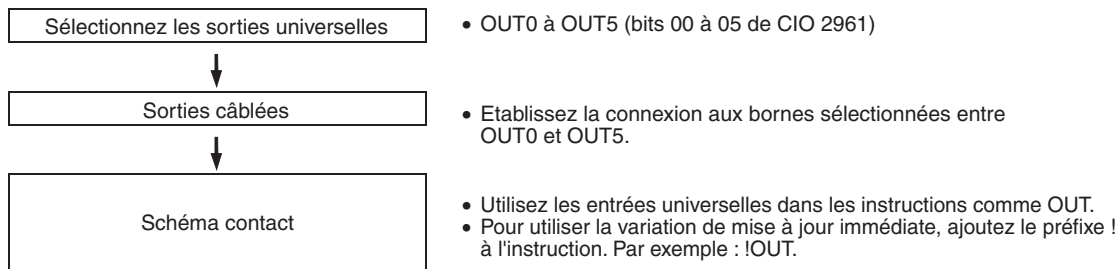 Sélectionnez les sorties universelles
• OUT0 à OUT5 (bits 00 à 05 de CIO 2961)
Sorties câblées
• Etablissez la connexion aux bornes sélectionnées entre
OUT0 et OUT5.
Schéma contact
• Utilisez les entrées universelles dans les instructions comme OUT.
• Pour utiliser la variation de mise à jour immédiate, ajoutez le préfixe !
à l'instruction. Par exemple : !OUT.